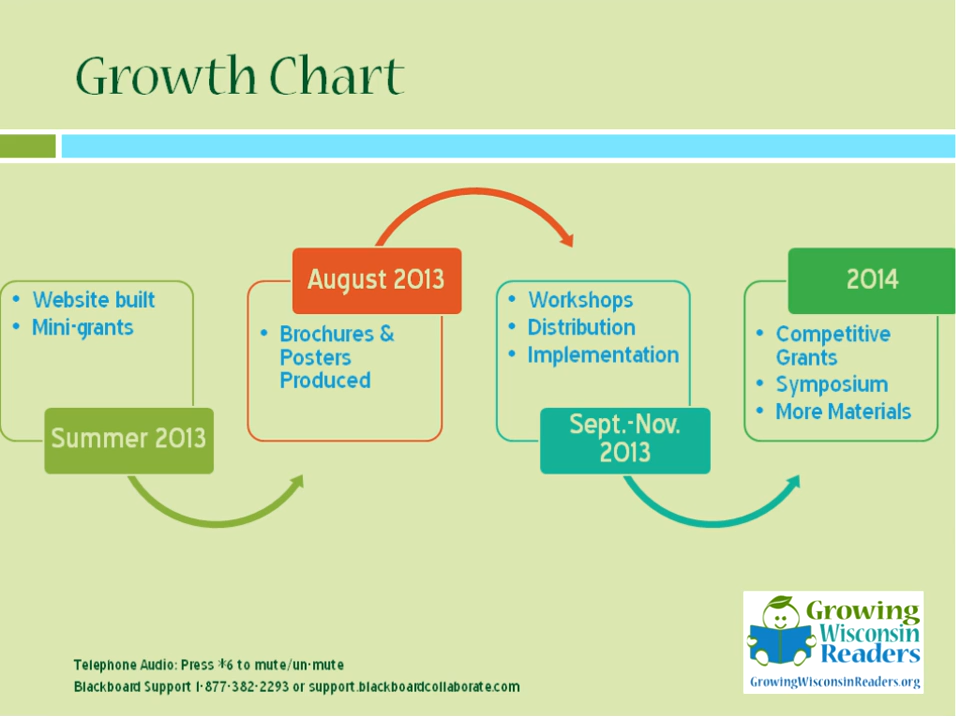 Growth Chart
• Website built
• Mini-grants
Summer 2013
August 2013
• Brochures &
Posters
Produced
• Workshops
• Distribution
• Implementation
Sept.-Nov.
2013
2014
• Competitive
Grants
• Symposium
• More Materials
Growing
Wisconsin
Readers
GrowingWisconsinReaders.org
Telephone Audio: Press *6 to mute/un-mute
Blackboard Support 1-877-382-2293 or support.blackboardcollaborate.com